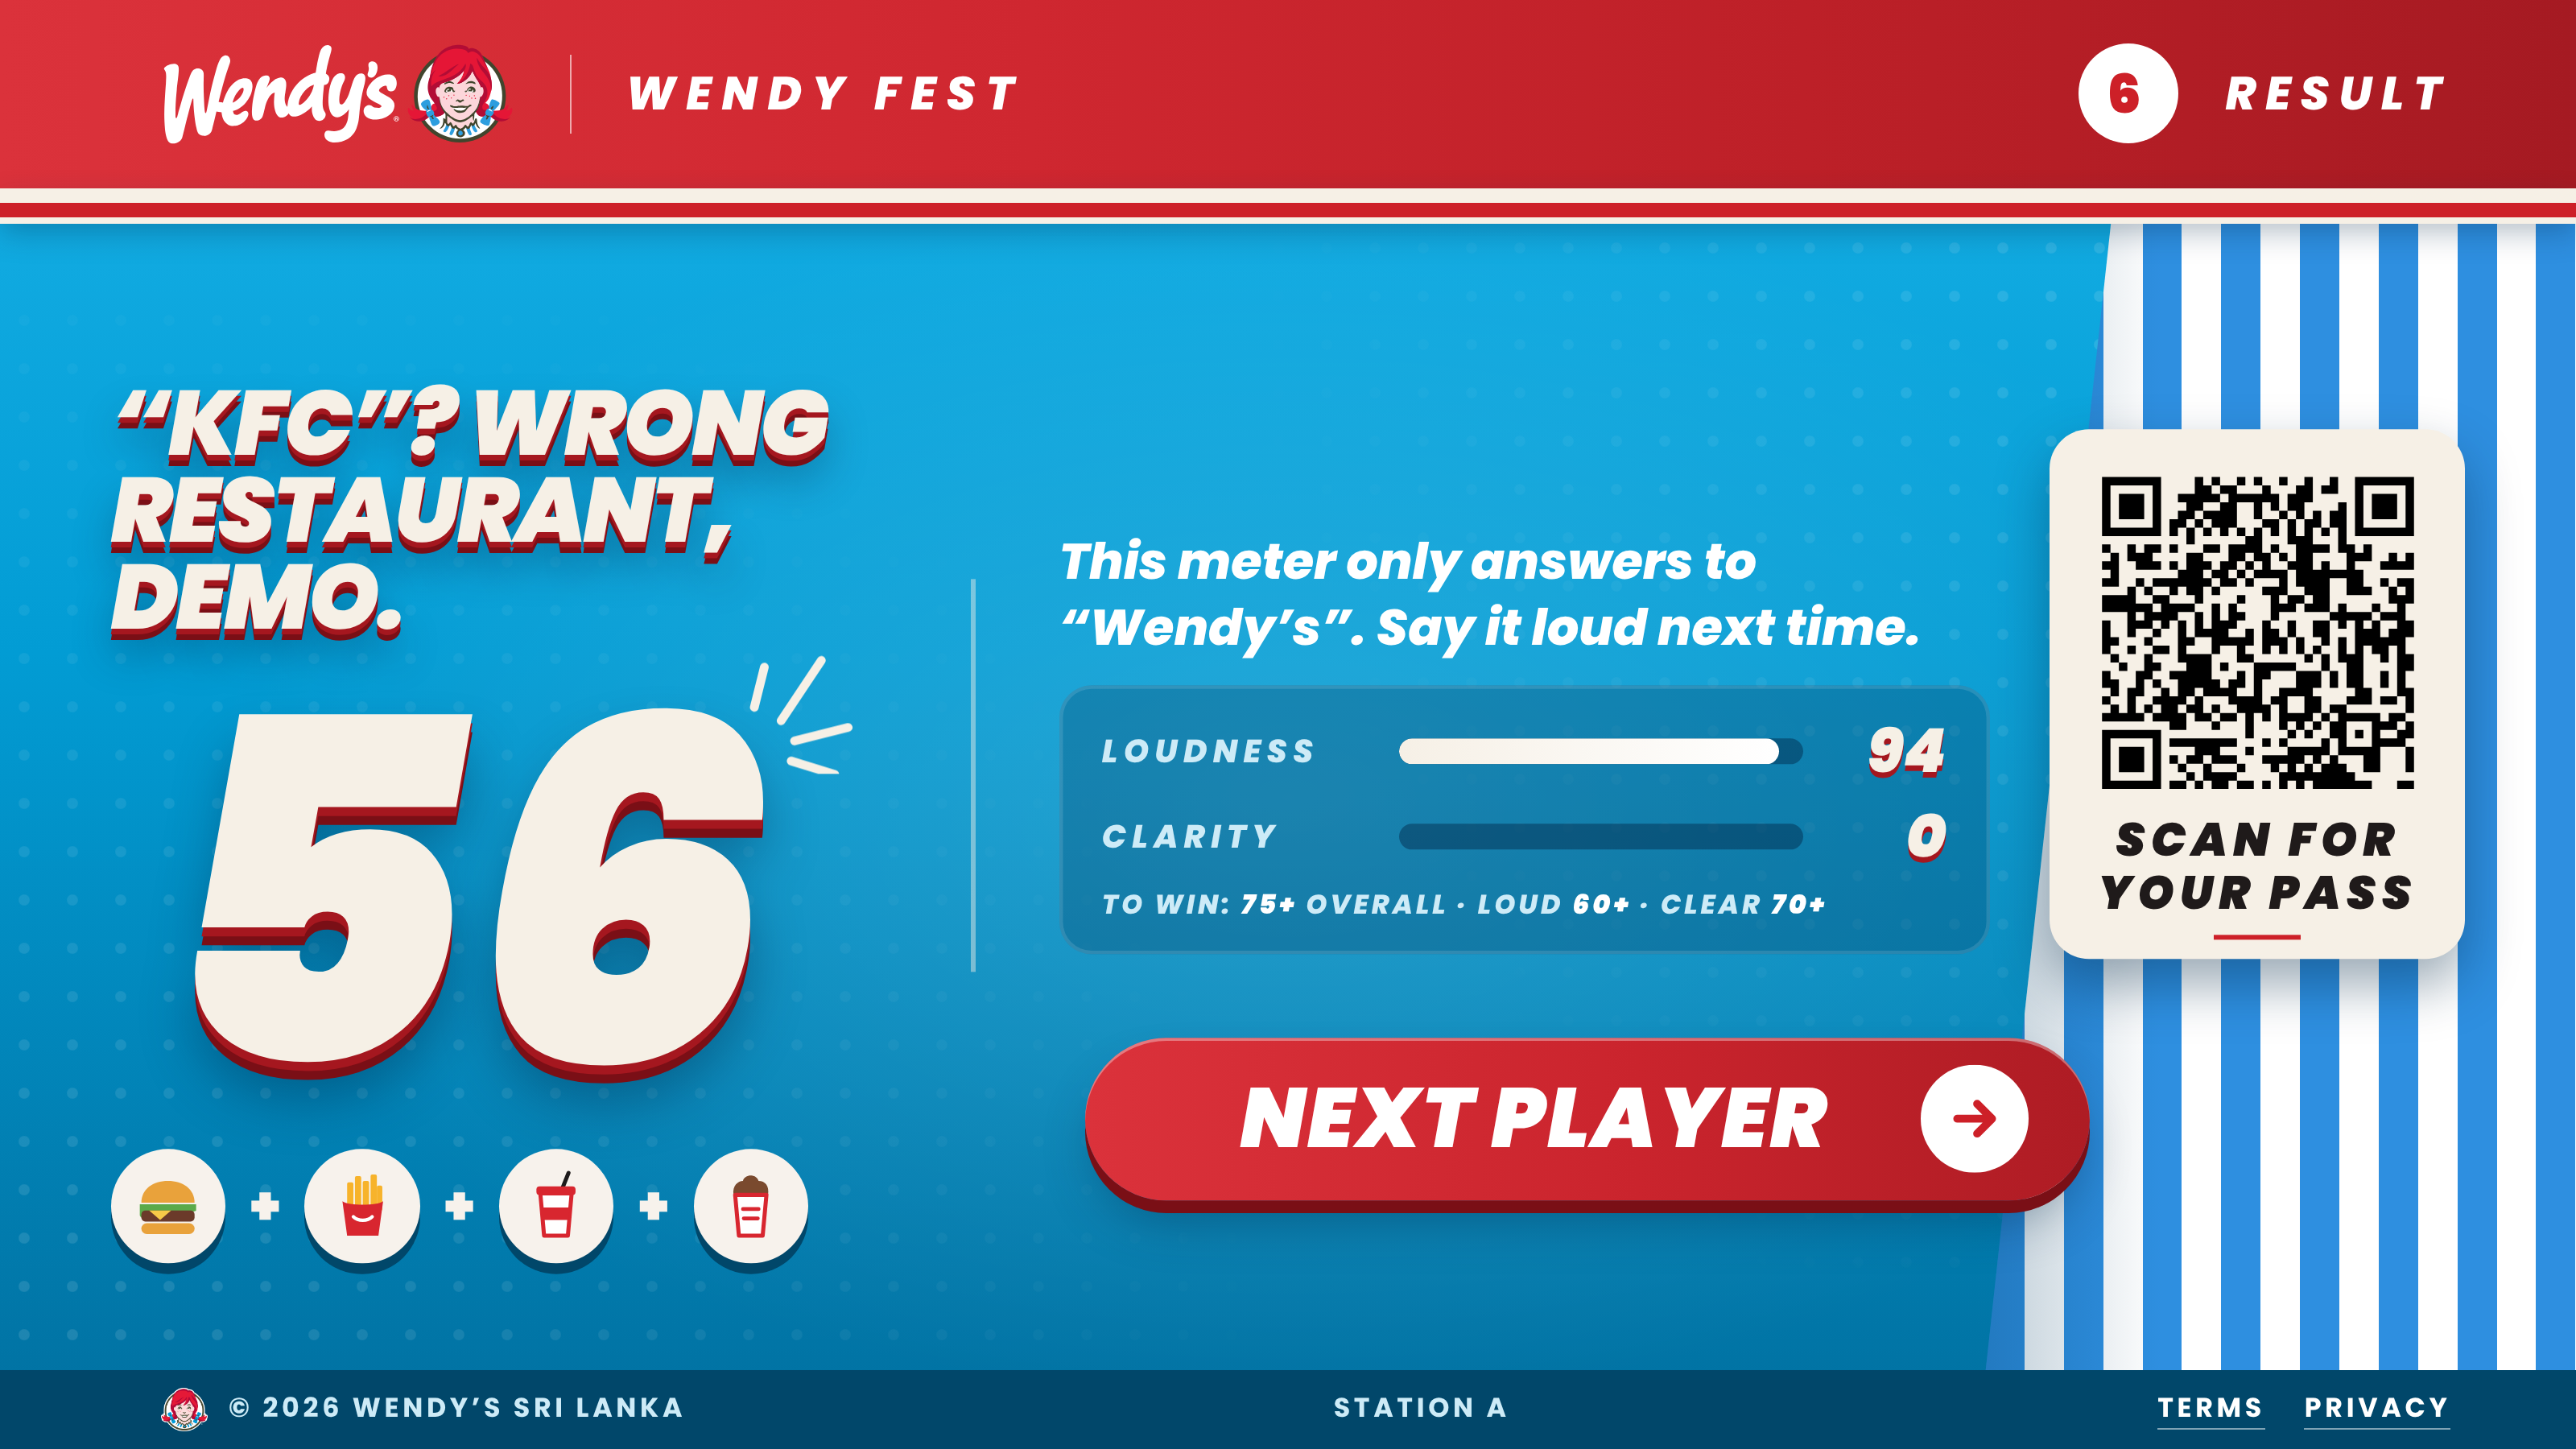 Wendy's
WENDY FEST
6 RESULT
“KFC”? WRONG
RESTAURANT,
DEMO.
56
This meter only answers to
“Wendy’s”. Say it loud next time.
LOUDNESS 94
CLARITY 0
TO WIN: 75+ OVERALL · LOUD 60+ · CLEAR 70+
NEXT PLAYER
SCAN FOR
YOUR PASS
© 2026 WENDY’S SRI LANKA
STATION A
TERMS PRIVACY